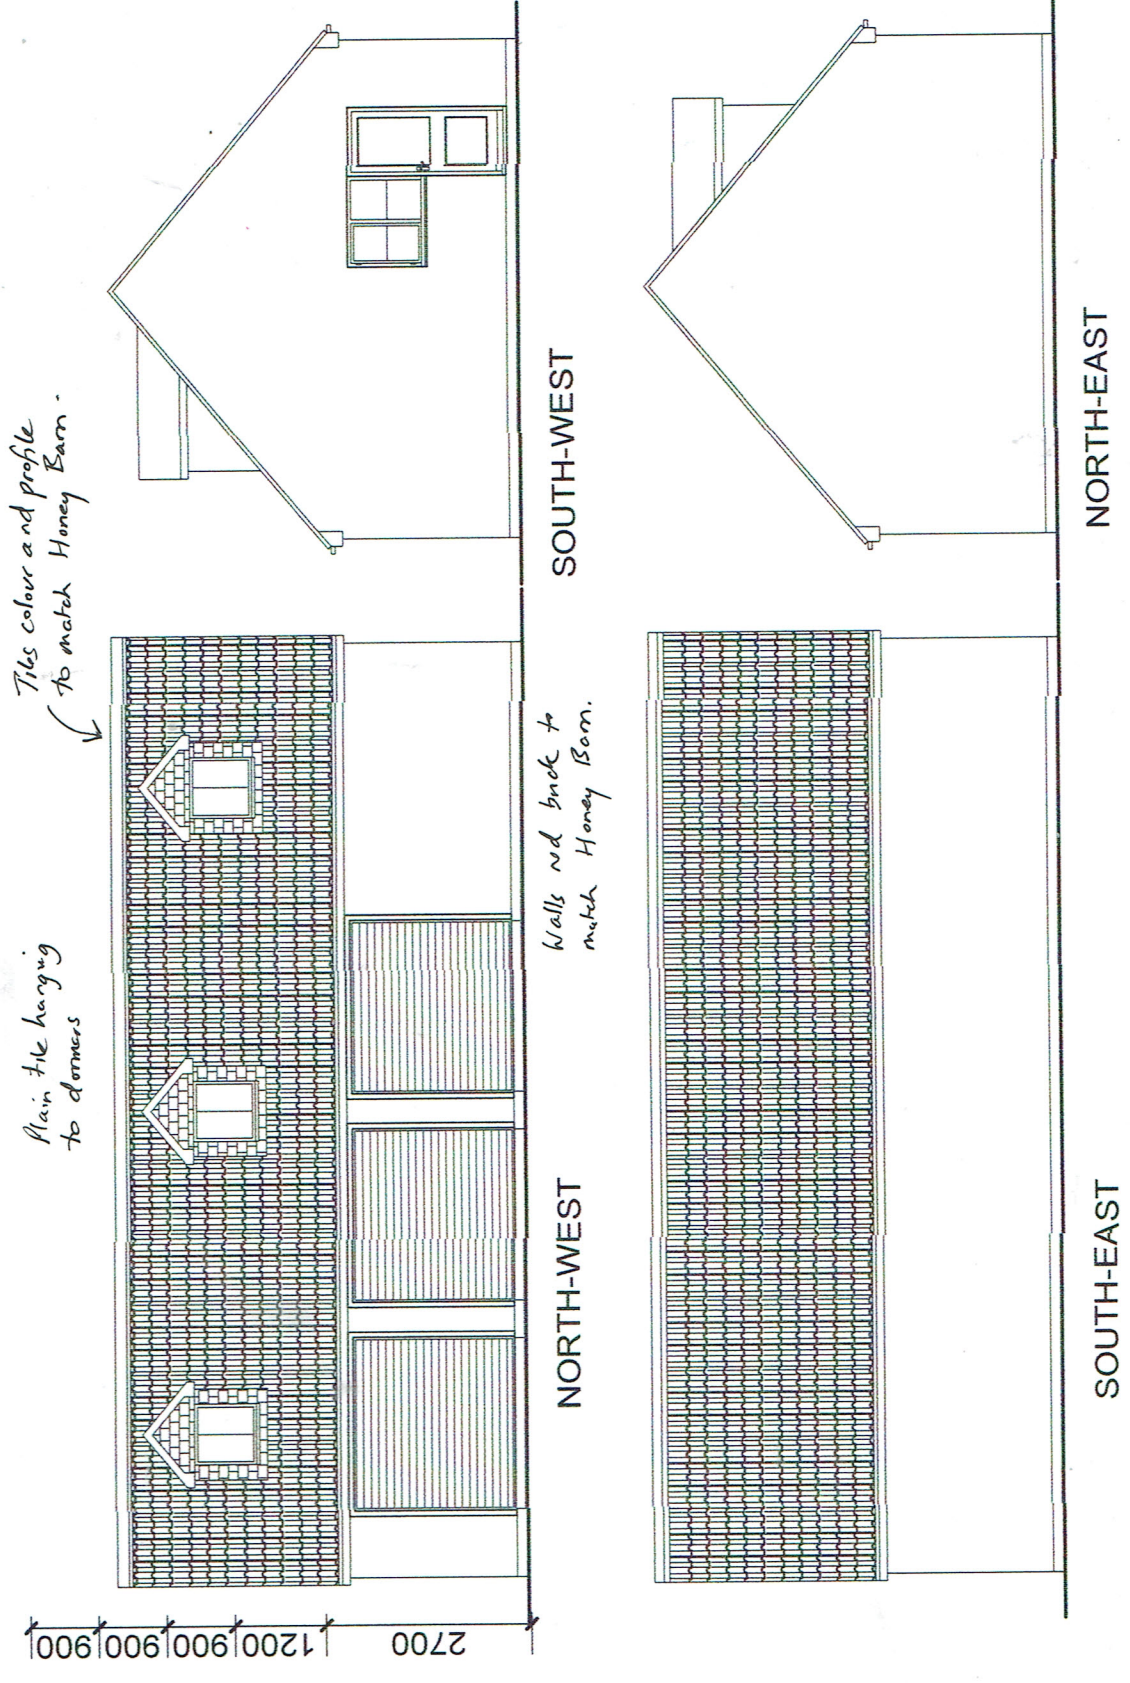 Plain tile hanging
to dormers
Tiles colour and profile
to match Honey Barn.
900
900
900
1200
2700
NORTH-WEST
Walls red brick to
match Honey Barn.
SOUTH-WEST
SOUTH-EAST
NORTH-EAST